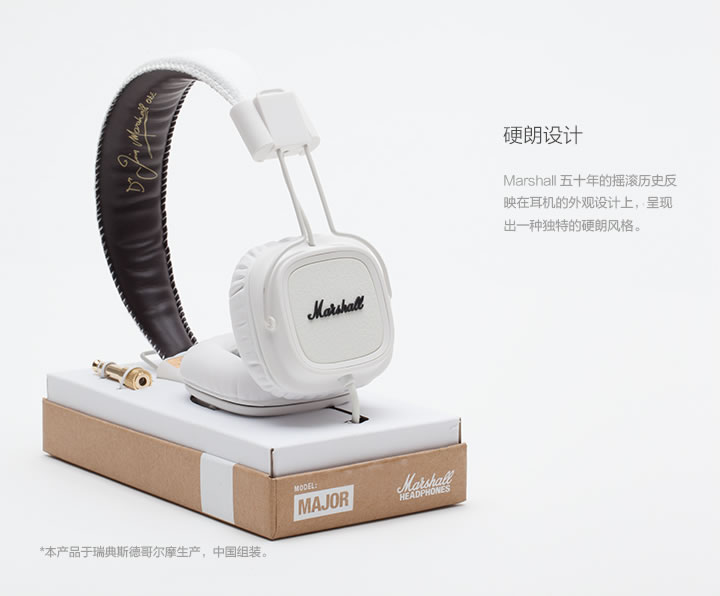 硬朗设计
Marshall 五十年的摇滚历史反
映在耳机的外观设计上，呈现
出一种独特的硬朗风格。
Marshall
MODEL:
MAJOR
Marshall
HEADPHONES
*本产品于瑞典斯德哥尔摩生产，中国组装。